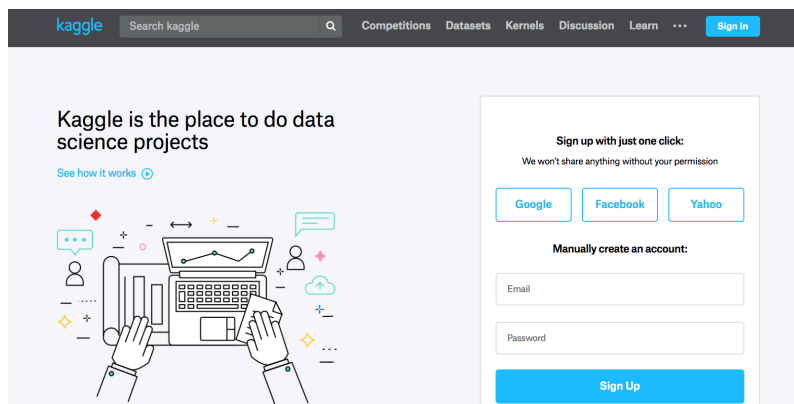 kaggle Search kaggle Competitions Datasets Kernels Discussion Learn Sign In
Kaggle is the place to do data
science projects
See how it works
Sign up with just one click:
We won't share anything without your permission
Google Facebook Yahoo
Manually create an account:
Email
Password
Sign Up